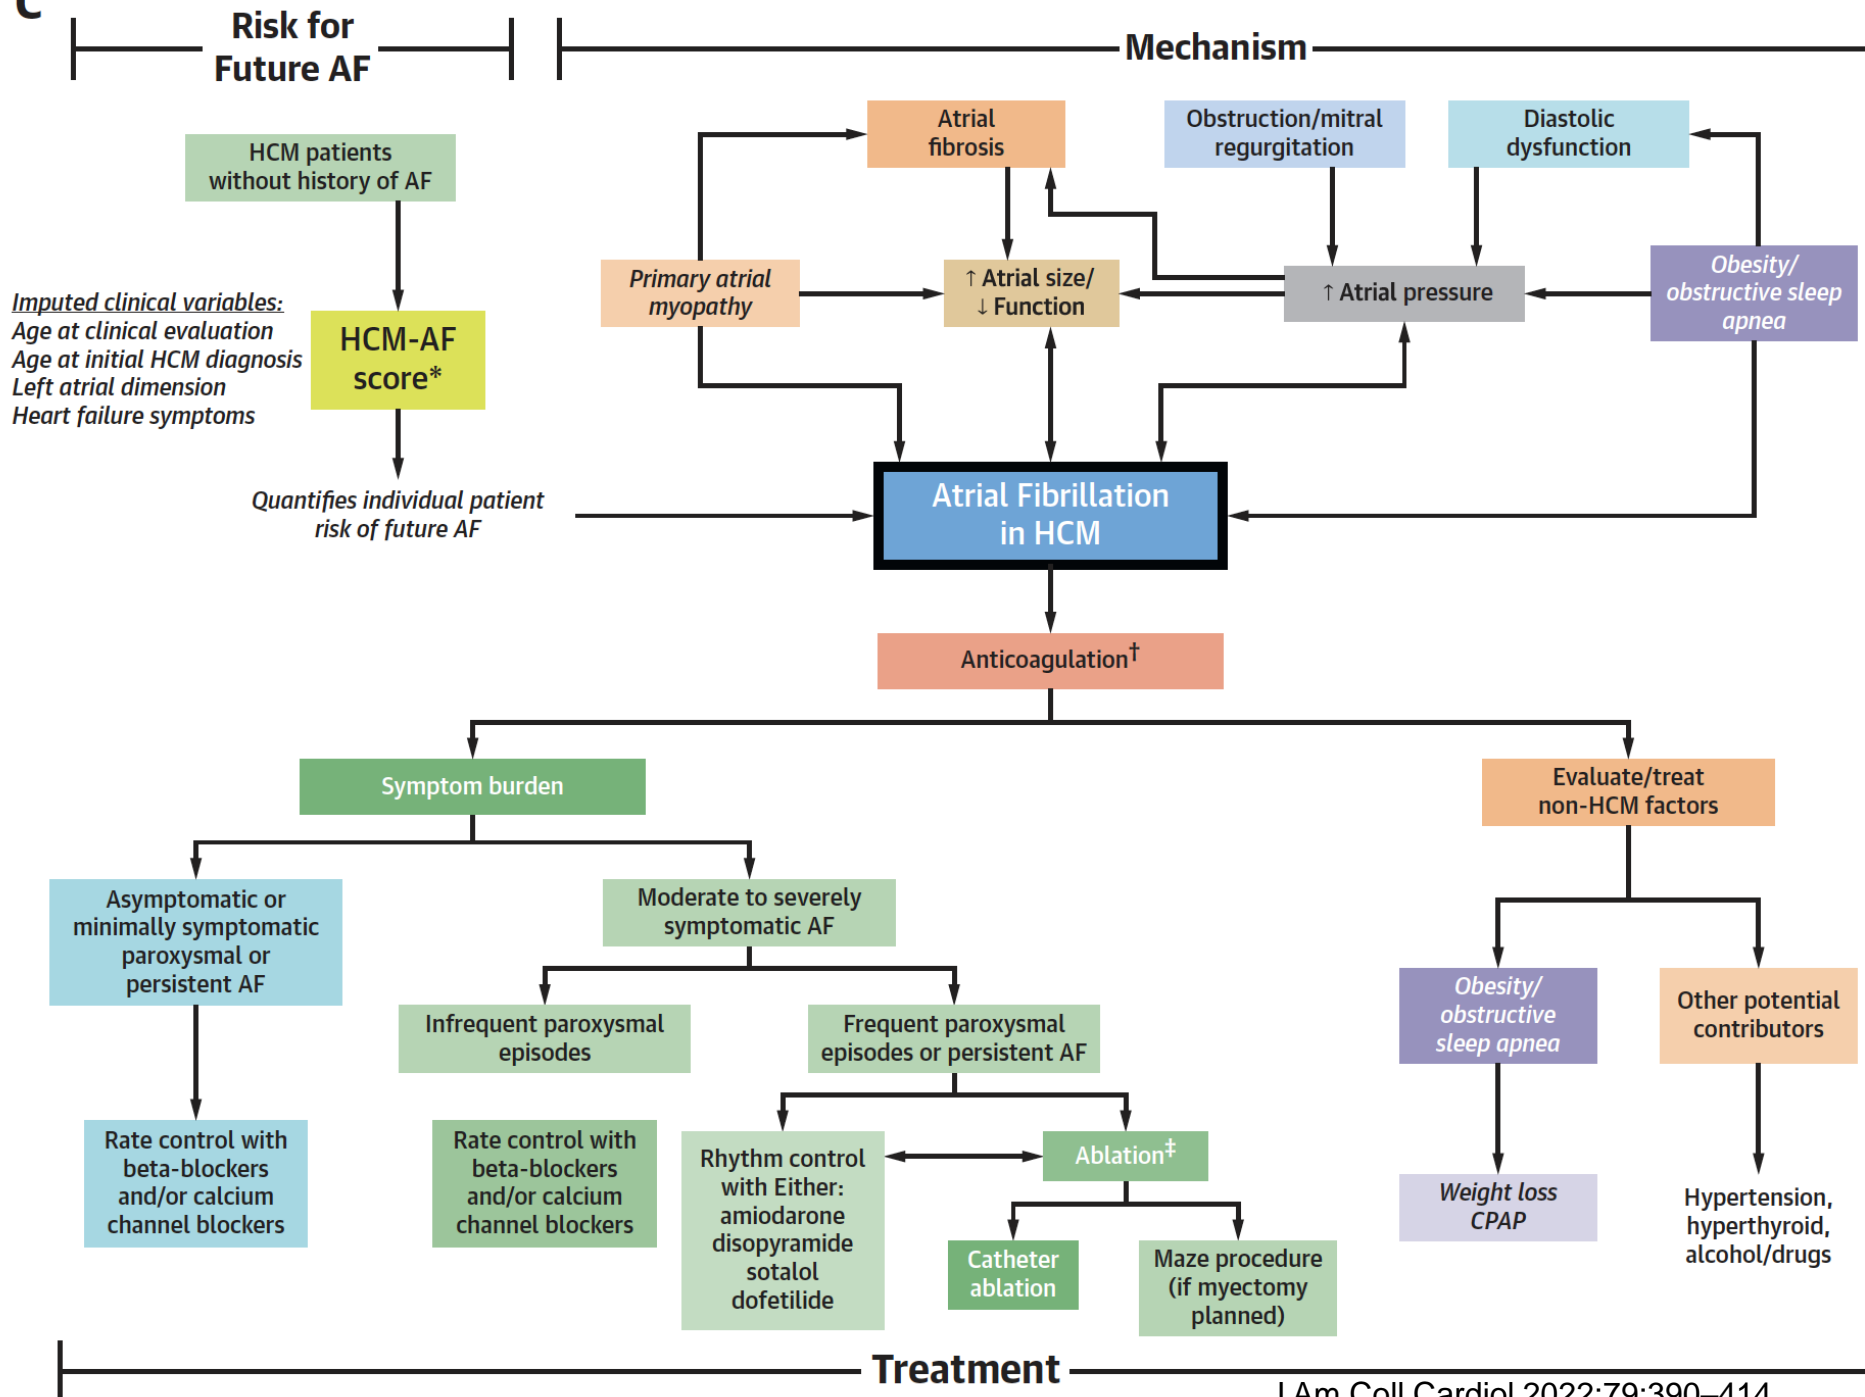 C
Risk for
Future AF
Mechanism
HCM patients
without history of AF
Imputed clinical variables:
Age at clinical evaluation
Age at initial HCM diagnosis
Left atrial dimension
Heart failure symptoms
HCM-AF
score*
Quantifies individual patient
risk of future AF
Atrial
fibrosis
Obstruction/mitral
regurgitation
Diastolic
dysfunction
Primary atrial
myopathy
↑ Atrial size/
↓ Function
↑ Atrial pressure
Obesity/
obstructive sleep
apnea
Atrial Fibrillation
in HCM
Anticoagulation†
Symptom burden
Evaluate/treat
non-HCM factors
Asymptomatic or
minimally symptomatic
paroxysmal or
persistent AF
Moderate to severely
symptomatic AF
Infrequent paroxysmal
episodes
Frequent paroxysmal
episodes or persistent AF
Obesity/
obstructive
sleep apnea
Other potential
contributors
Rate control with
beta-blockers
and/or calcium
channel blockers
Rate control with
beta-blockers
and/or calcium
channel blockers
Rhythm control
with Either:
amiodarone
disopyramide
sotalol
dofetilide
Ablation‡
Catheter
ablation
Maze procedure
(if myectomy
planned)
Weight loss
CPAP
Hypertension,
hyperthyroid,
alcohol/drugs
Treatment
J Am Coll Cardiol 2022;79:390–414